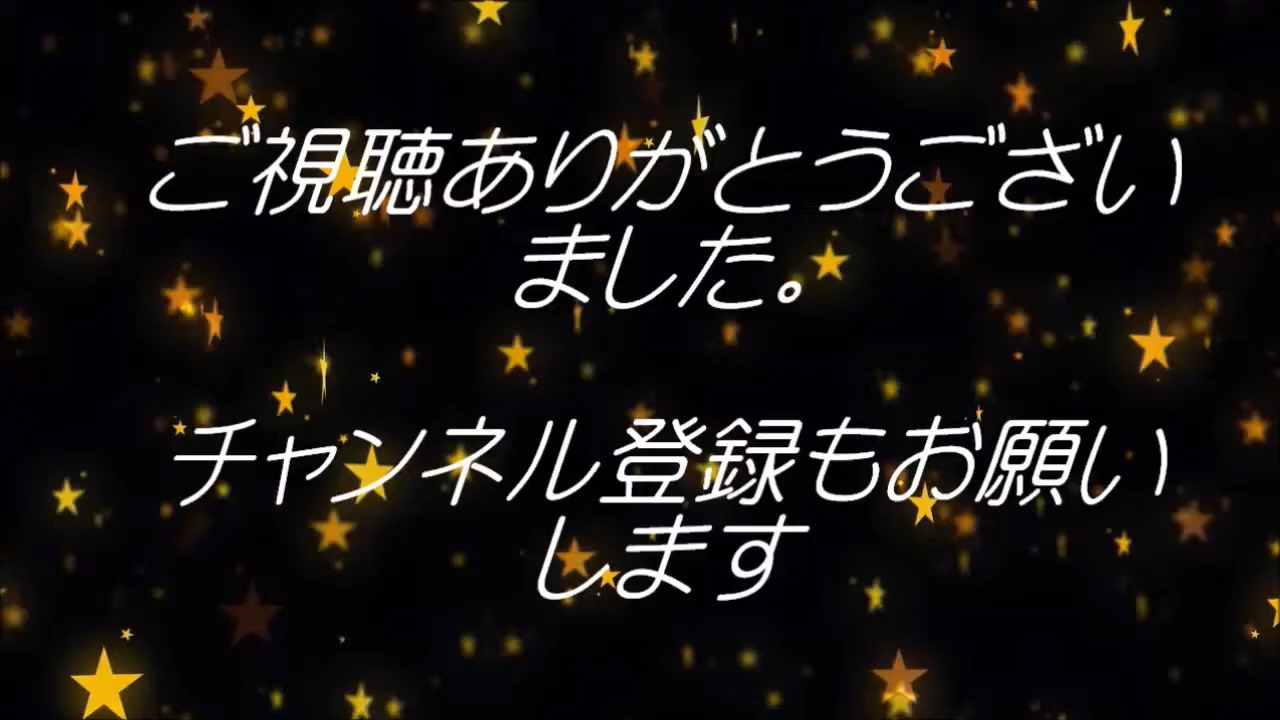 ご視聴ありがとうござい
ました。
チャンネル登録もお願い
します